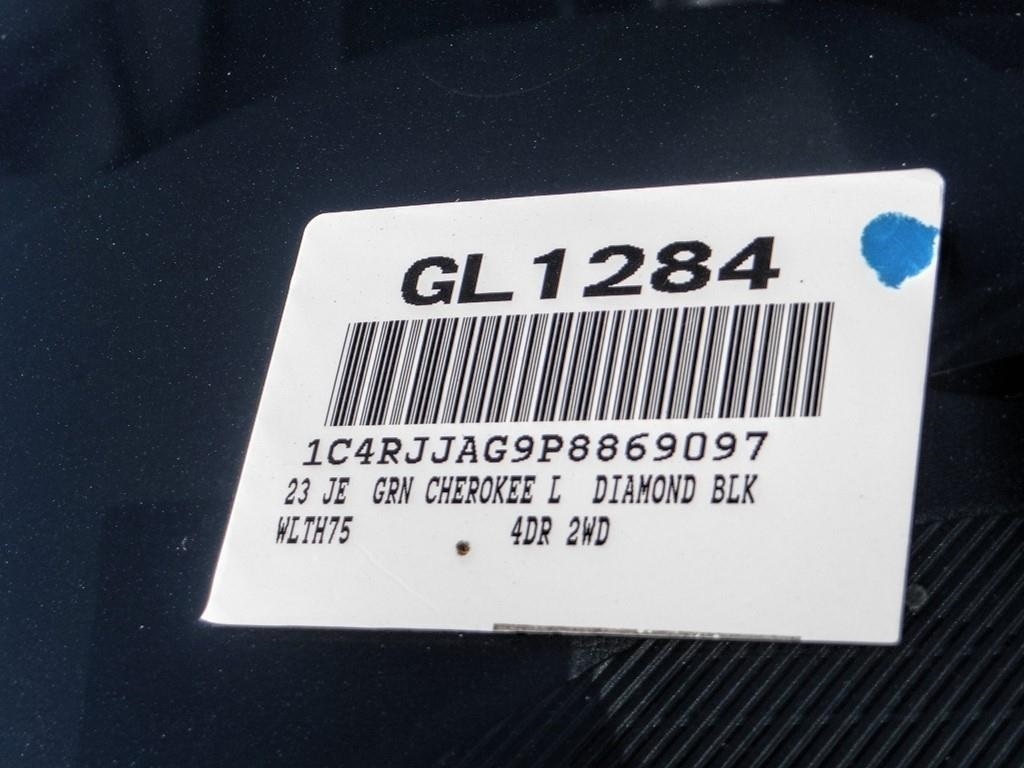 GL1284
1C4RJJAG9P8869097
23 JE GRN CHEROKEE L DIAMOND BLK
WLTH75 4DR 2WD